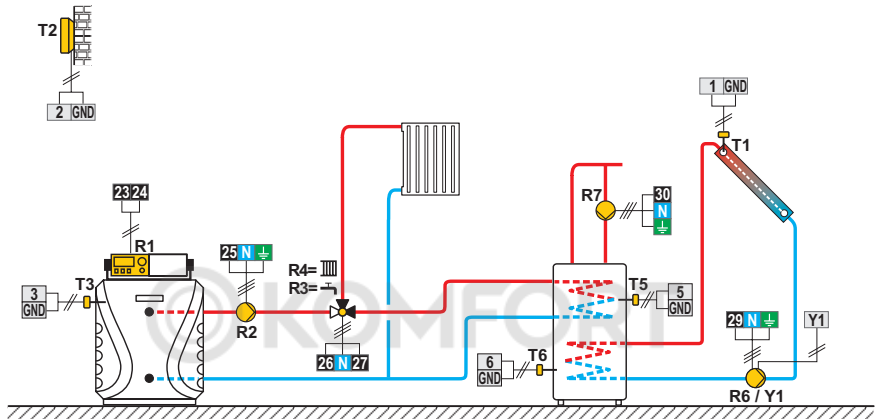 T2
2 GND
1 GND
T1
23 24
R1
R7
30
N
25 N
R4=
R3=
T3
3
GND
R2
T5
5
GND
29 N
Y1
26 N 27
6
GND
T6
R6 / Y1
©KOMFORT